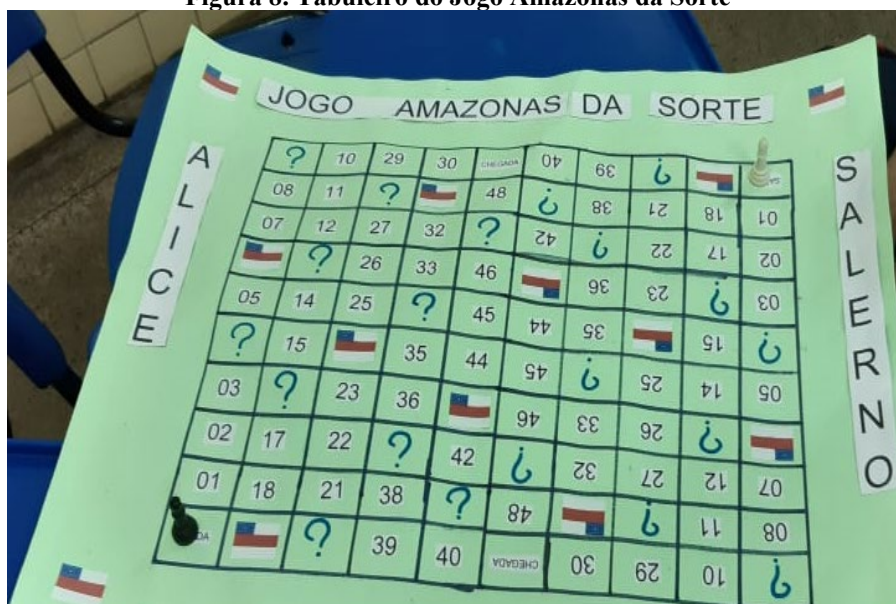 Figura 8: Tabuleiro do Jogo Amazonas da Sorte
JOGO AMAZONAS DA SORTE
ALICE
? 10 29 30 CHEGADA 40 39 ?
08 11 ? 48 ? 38 21 18 01
07 12 27 32 ? 42 ? 22 17 02
? 26 33 46 36 23 ? 03
05 14 25 ? 45 44 35 15 ?
? 15 35 44 45 ? 25 14 05
03 ? 23 36 46 33 26 ?
02 17 22 ? 42 ? 32 27 12 07
01 18 21 38 ? 48 ? 11 08
? 39 40 CHEGADA 30 29 10 ?
SALERNO